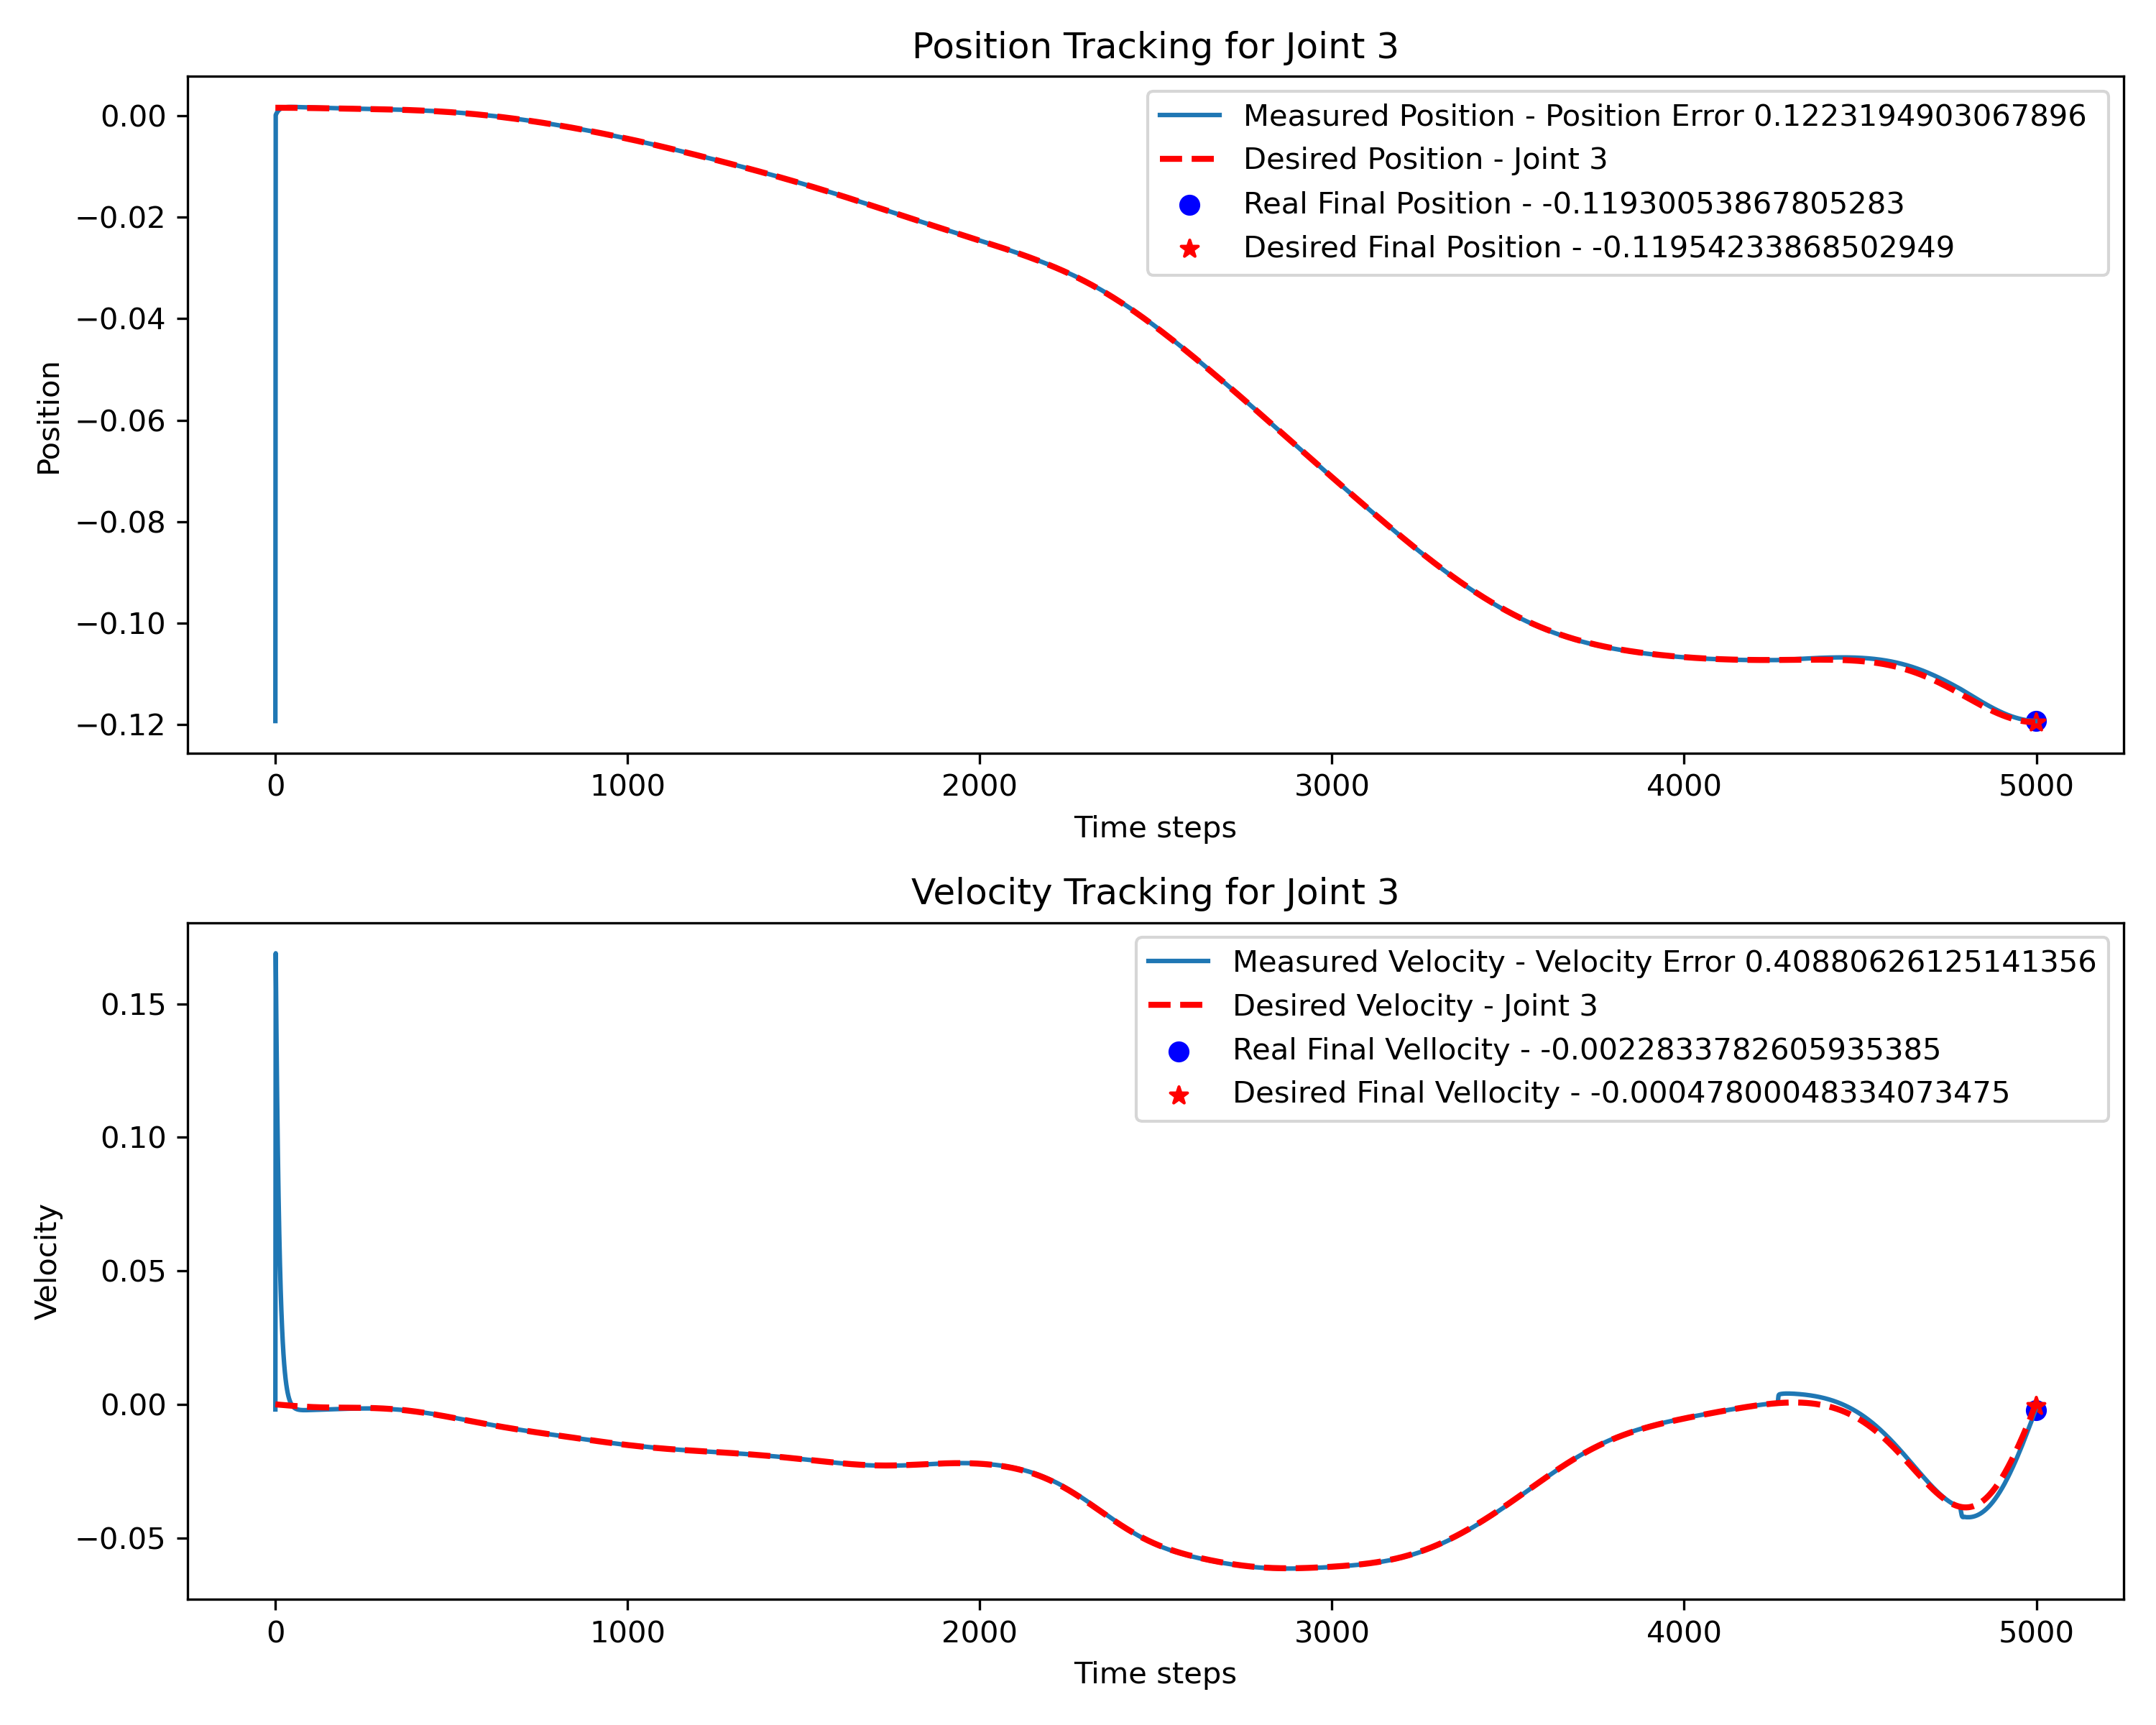 Position Tracking for Joint 3
Measured Position - Position Error 0.1223194903067896
Desired Position - Joint 3
Real Final Position - -0.11930053867805283
Desired Final Position - -0.11954233868502949
0.00
−0.02
−0.04
−0.06
−0.08
−0.10
−0.12
Position
0 1000 2000 3000 4000 5000
Time steps
Velocity Tracking for Joint 3
Measured Velocity - Velocity Error 0.40880626125141356
Desired Velocity - Joint 3
Real Final Vellocity - -0.0022833782605935385
Desired Final Vellocity - -0.00047800048334073475
0.15
0.10
0.05
0.00
−0.05
Velocity
0 1000 2000 3000 4000 5000
Time steps